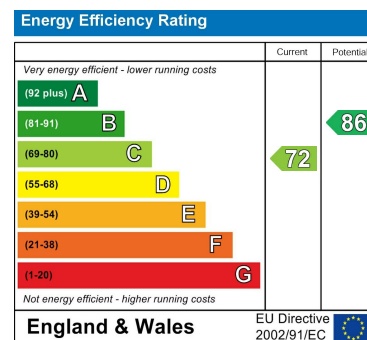 Energy Efficiency Rating
Current Potential
Very energy efficient - lower running costs
(92 plus) A
(81-91) B
86
(69-80) C
72
(55-68) D
(39-54) E
(21-38) F
(1-20) G
Not energy efficient - higher running costs
England & Wales
EU Directive
2002/91/EC